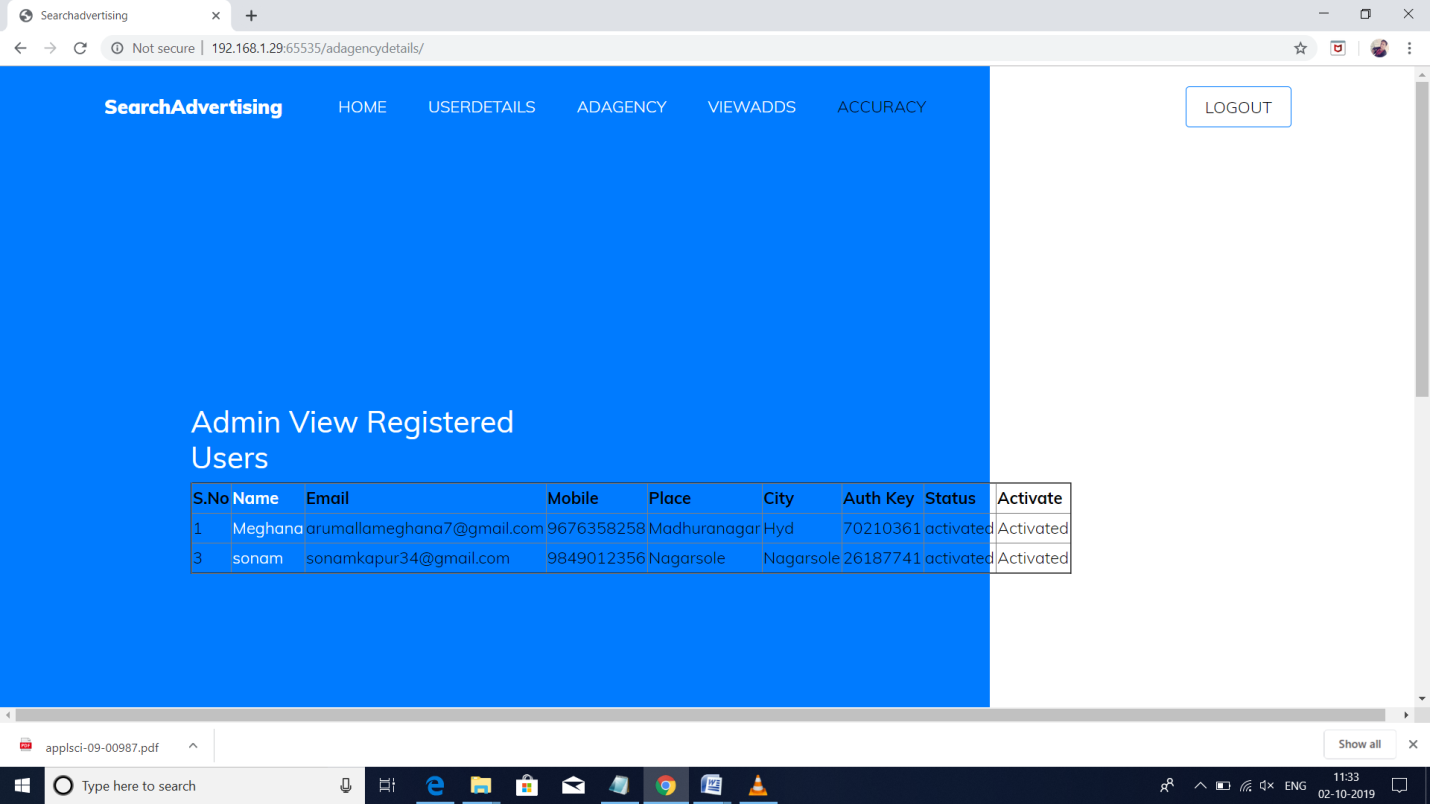 Searchadvertising
Not secure | 192.168.1.29:65535/adagencydetails/
SearchAdvertising HOME USERDETAILS ADAGENCY VIEWADDS ACCURACY LOGOUT
Admin View Registered
Users
S.No Name Email Mobile Place City Auth Key Status Activate
1 Meghana arumallameghana7@gmail.com 9676358258 Madhuranagar Hyd 70210361 activated Activated
3 sonam sonamkapur34@gmail.com 9849012356 Nagarsole Nagarsole 26187741 activated Activated
applsci-09-00987.pdf Show all
Type here to search ENG 11:33
02-10-2019